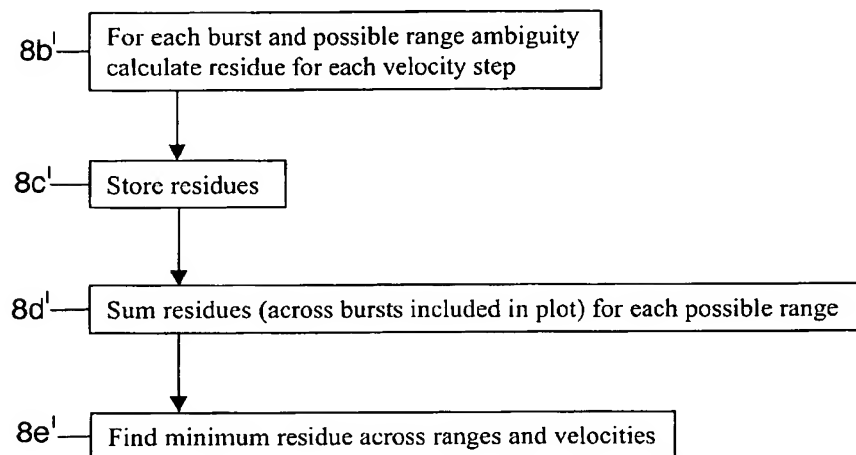 8b' For each burst and possible range ambiguity
calculate residue for each velocity step
8c' Store residues
8d' Sum residues (across bursts included in plot) for each possible range
8e' Find minimum residue across ranges and velocities